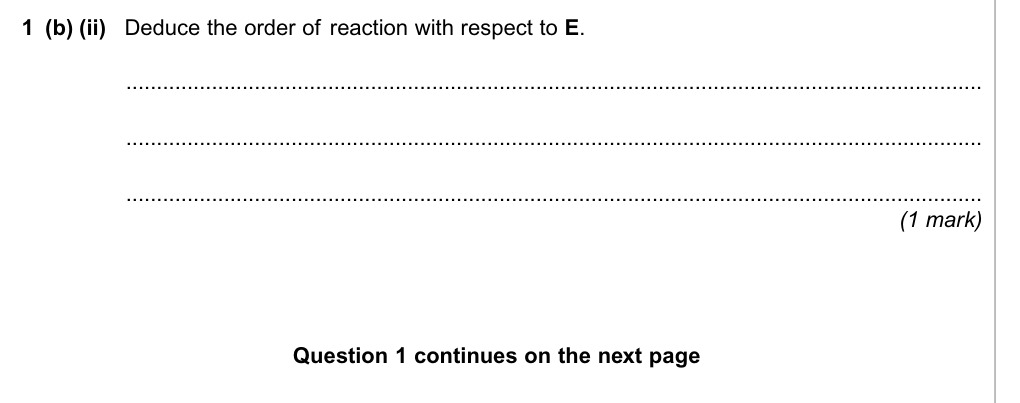 1 (b) (ii) Deduce the order of reaction with respect to E.
(1 mark)
Question 1 continues on the next page